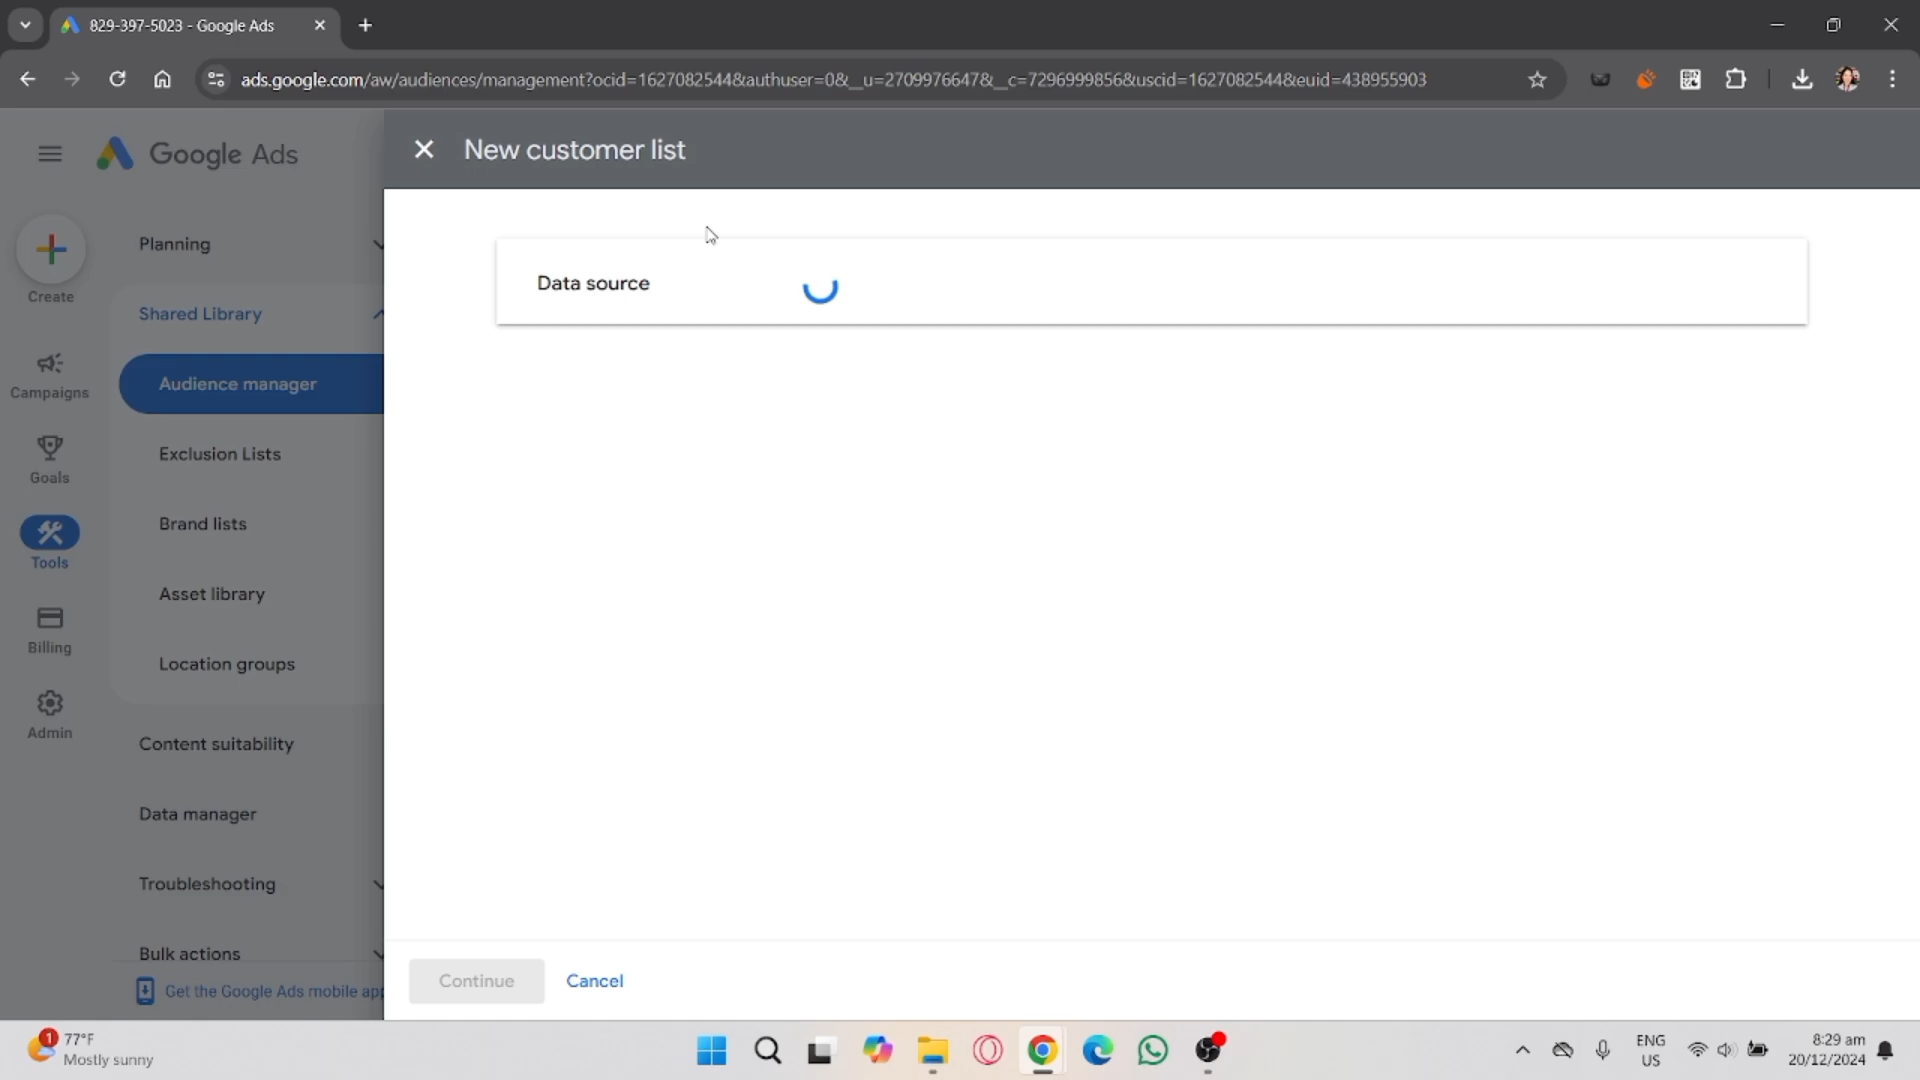 829-397-5023 - Google Ads
ads.google.com/aw/audiences/management?ocid=1627082544&authuser=0&__u=2709976647&__c=7296999856&uscid=1627082544&euid=438955903
Google Ads
New customer list
Create
Campaigns
Goals
Tools
Billing
Admin
Planning
Shared Library
Audience manager
Exclusion Lists
Brand lists
Asset library
Location groups
Content suitability
Data manager
Troubleshooting
Bulk actions
Get the Google Ads mobile app
Data source
Continue
Cancel
1
77°F
Mostly sunny
ENG
US
8:29 am
20/12/2024